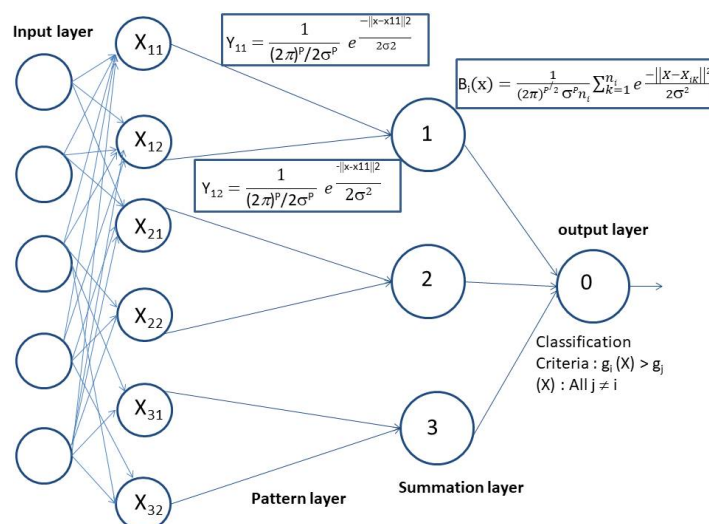 Input layer
X11
X12
X21
X22
X31
X32
Y11 = 1/(2π)^P/2σ^P e^(-||x-x11||2/2σ2)
Y12 = 1/(2π)^P/2σ^P e^(-||x-x11||2/2σ²)
Bi(x) = 1/((2π)^(P/2) σ^P ni) ∑_(k=1)^(ni) e^(-||X-XiK||²/2σ²)
1
2
3
output layer
0
Classification
Criteria : gi (X) > gj
(X) : All j ≠ i
Pattern layer
Summation layer